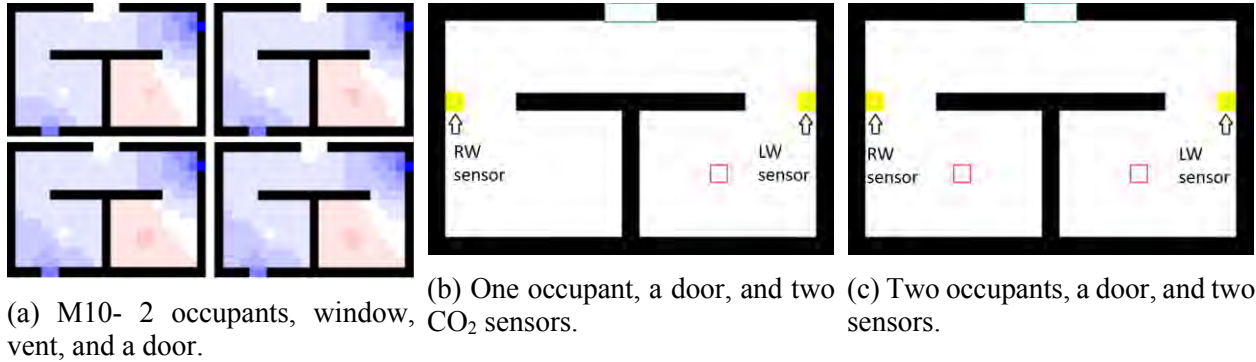 RW
sensor
LW
sensor
RW
sensor
LW
sensor
(a) M10- 2 occupants, window,
vent, and a door.
(b) One occupant, a door, and two
CO₂ sensors.
(c) Two occupants, a door, and two
sensors.